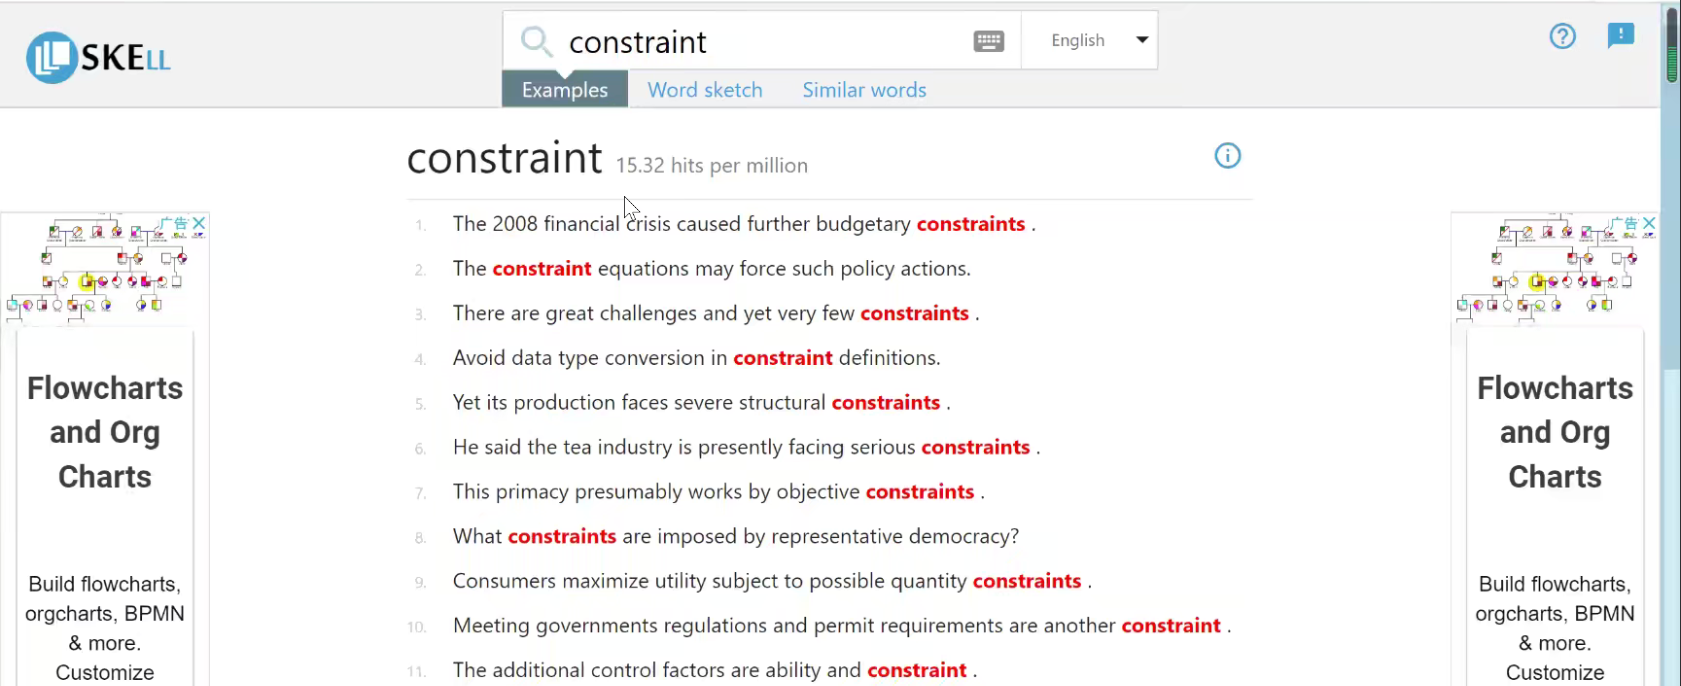 SKELL
constraint
English
Examples Word sketch Similar words
constraint 15.32 hits per million
1. The 2008 financial crisis caused further budgetary constraints .
2. The constraint equations may force such policy actions.
3. There are great challenges and yet very few constraints .
4. Avoid data type conversion in constraint definitions.
5. Yet its production faces severe structural constraints .
6. He said the tea industry is presently facing serious constraints .
7. This primacy presumably works by objective constraints .
8. What constraints are imposed by representative democracy?
9. Consumers maximize utility subject to possible quantity constraints .
10. Meeting governments regulations and permit requirements are another constraint .
11. The additional control factors are ability and constraint .
广告
Flowcharts
and Org
Charts
Build flowcharts,
orgcharts, BPMN
& more.
Customize
广告
Flowcharts
and Org
Charts
Build flowcharts,
orgcharts, BPMN
& more.
Customize